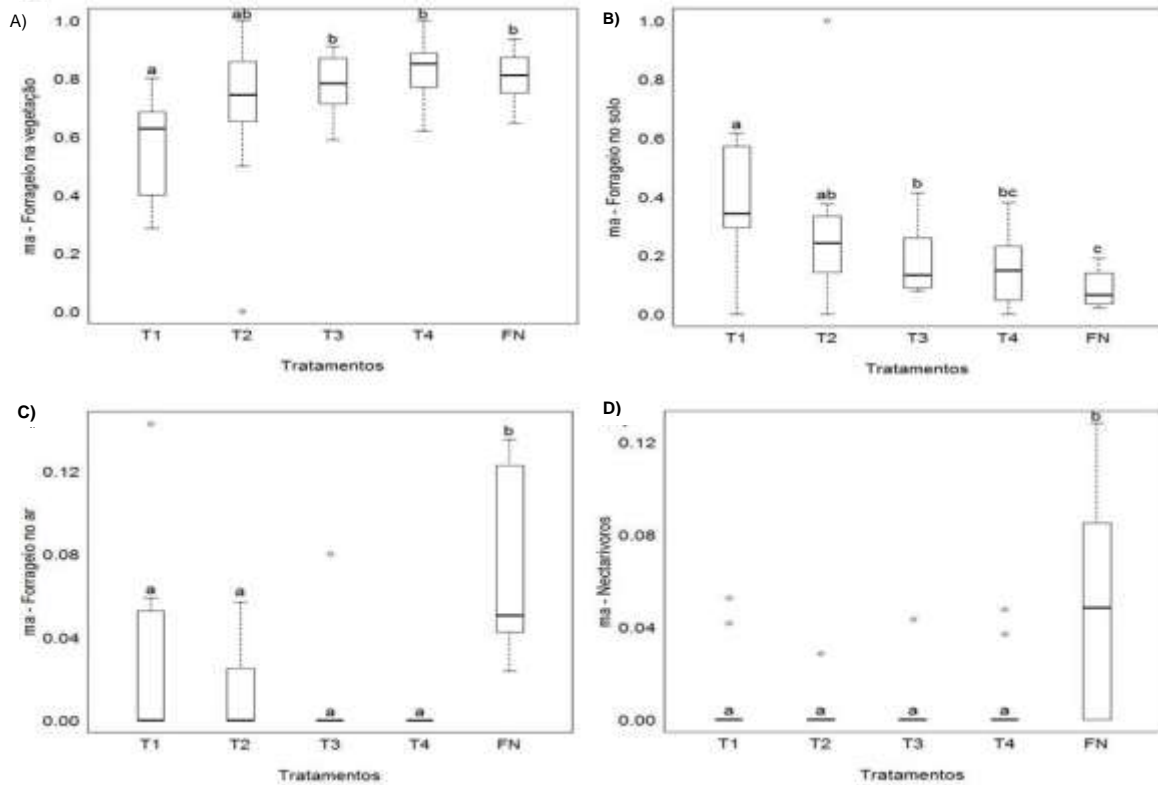 A)
ma - Forrageio na vegetação
1.0
0.8
0.6
0.4
0.2
0.0
a
ab
b
b
b
T1 T2 T3 T4 FN
Tratamentos
B)
ma - Forrageio no solo
1.0
0.8
0.6
0.4
0.2
0.0
a
ab
b
bc
c
T1 T2 T3 T4 FN
Tratamentos
C)
ma - Forrageio no ar
0.12
0.08
0.04
0.00
a
a
a
a
b
T1 T2 T3 T4 FN
Tratamentos
D)
ma - Nectarívoros
0.12
0.08
0.04
0.00
a
a
a
a
b
T1 T2 T3 T4 FN
Tratamentos